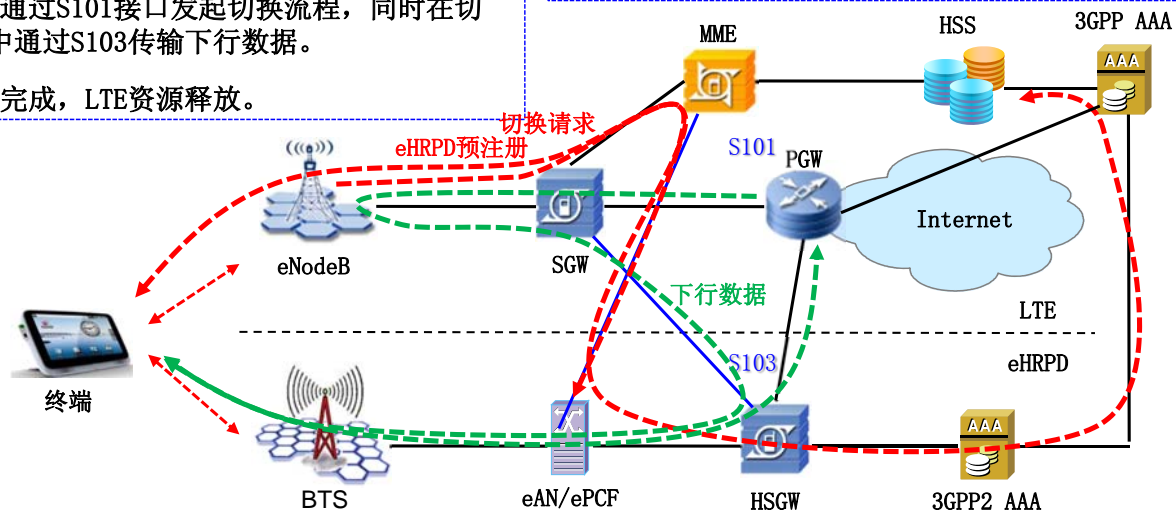 通过S101接口发起切换流程，同时在切
中通过S103传输下行数据。
完成，LTE资源释放。
MME
HSS
3GPP AAA
AAA
切换请求
eHRPD预注册
S101
PGW
Internet
eNodeB
SGW
下行数据
LTE
S103
eHRPD
终端
AAA
BTS
eAN/ePCF
HSGW
3GPP2 AAA